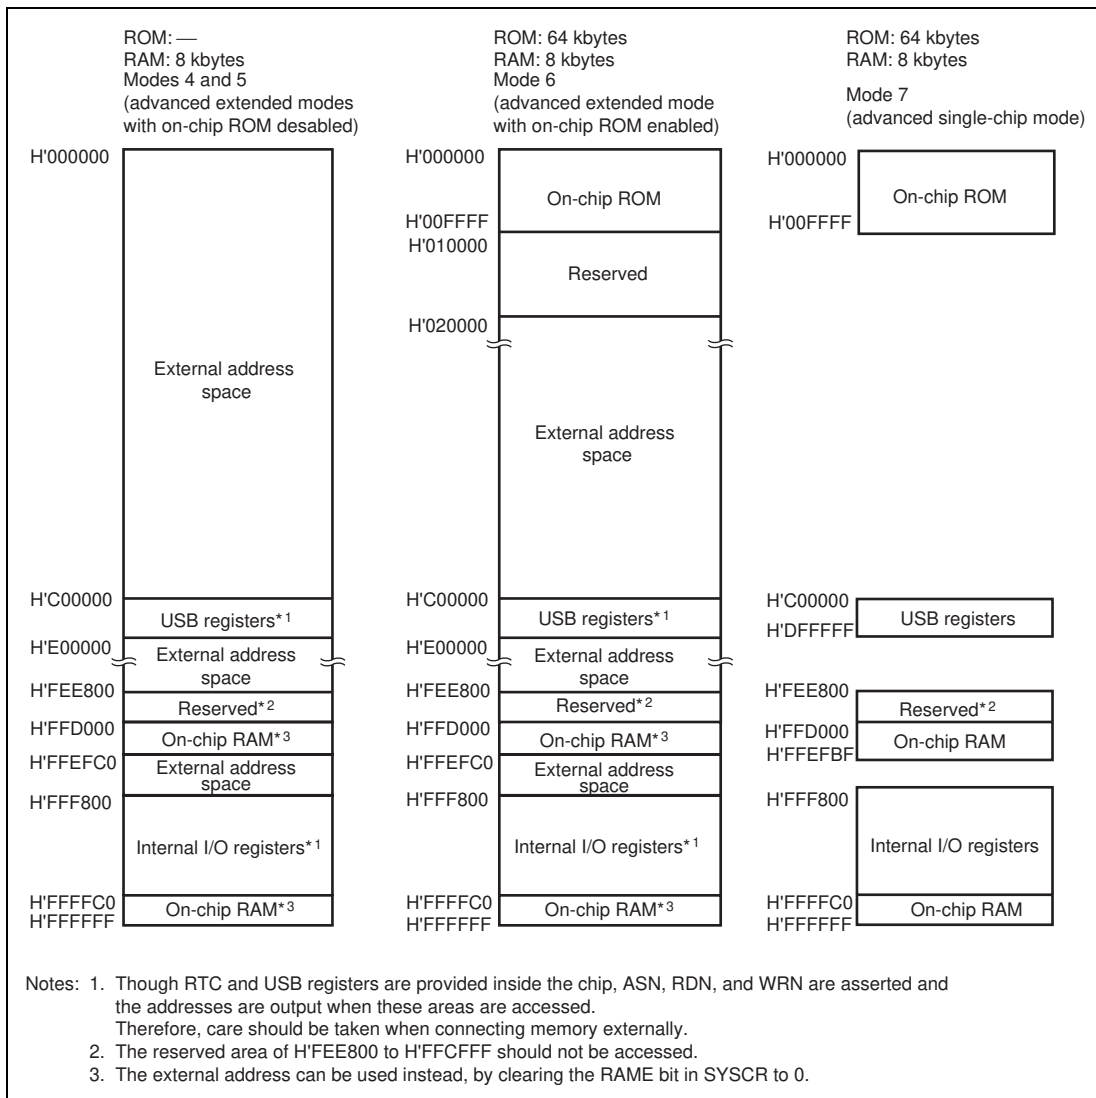 ROM: —
RAM: 8 kbytes
Modes 4 and 5
(advanced extended modes
with on-chip ROM desabled)
H'000000
External address
space
H'C00000
USB registers*1
H'E00000
External address
space
H'FEE800
Reserved*2
H'FFD000
On-chip RAM*3
H'FFEFC0
External address
space
H'FFF800
Internal I/O registers*1
H'FFFFC0
On-chip RAM*3
H'FFFFFF
ROM: 64 kbytes
RAM: 8 kbytes
Mode 6
(advanced extended mode
with on-chip ROM enabled)
H'000000
On-chip ROM
H'00FFFF
H'010000
Reserved
H'020000
External address
space
H'C00000
USB registers*1
H'E00000
External address
space
H'FEE800
Reserved*2
H'FFD000
On-chip RAM*3
H'FFEFC0
External address
space
H'FFF800
Internal I/O registers*1
H'FFFFC0
On-chip RAM*3
H'FFFFFF
ROM: 64 kbytes
RAM: 8 kbytes
Mode 7
(advanced single-chip mode)
H'000000
On-chip ROM
H'00FFFF
H'C00000
USB registers
H'DFFFFF
H'FEE800
Reserved*2
H'FFD000
On-chip RAM
H'FFEFBF
H'FFF800
Internal I/O registers
H'FFFFC0
On-chip RAM
H'FFFFFF
Notes: 1. Though RTC and USB registers are provided inside the chip, ASN, RDN, and WRN are asserted and
the addresses are output when these areas are accessed.
Therefore, care should be taken when connecting memory externally.
2. The reserved area of H'FEE800 to H'FFCFFF should not be accessed.
3. The external address can be used instead, by clearing the RAME bit in SYSCR to 0.